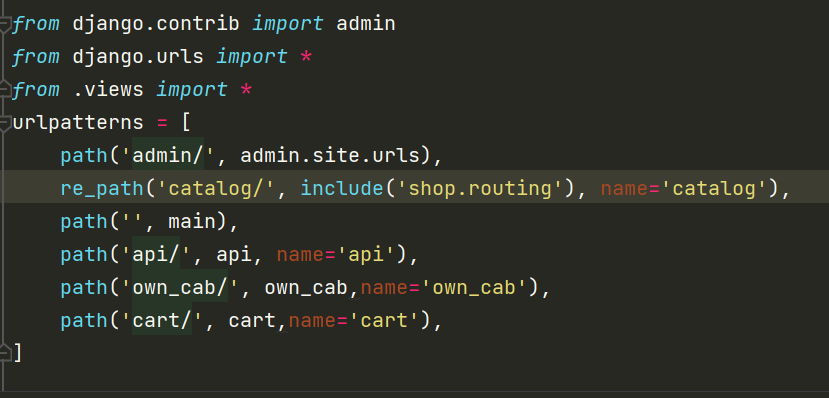 from django.contrib import admin
from django.urls import *
from .views import *
urlpatterns = [
    path('admin/', admin.site.urls),
    re_path('catalog/', include('shop.routing'), name='catalog'),
    path('', main),
    path('api/', api, name='api'),
    path('own_cab/', own_cab,name='own_cab'),
    path('cart/', cart,name='cart'),
]